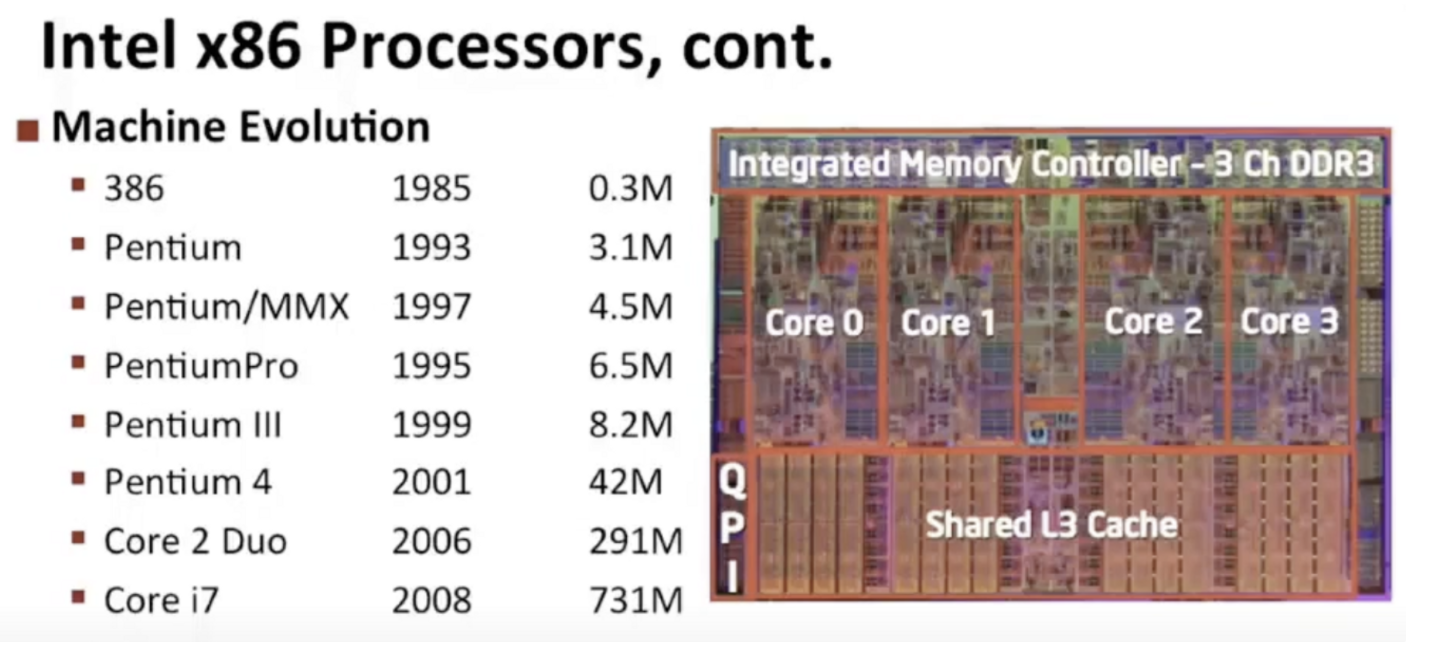 Intel x86 Processors, cont.
Machine Evolution
386 1985 0.3M
Pentium 1993 3.1M
Pentium/MMX 1997 4.5M
PentiumPro 1995 6.5M
Pentium III 1999 8.2M
Pentium 4 2001 42M
Core 2 Duo 2006 291M
Core i7 2008 731M
Integrated Memory Controller - 3 Ch DDR3
Core 0 Core 1 Core 2 Core 3
QPI
Shared L3 Cache